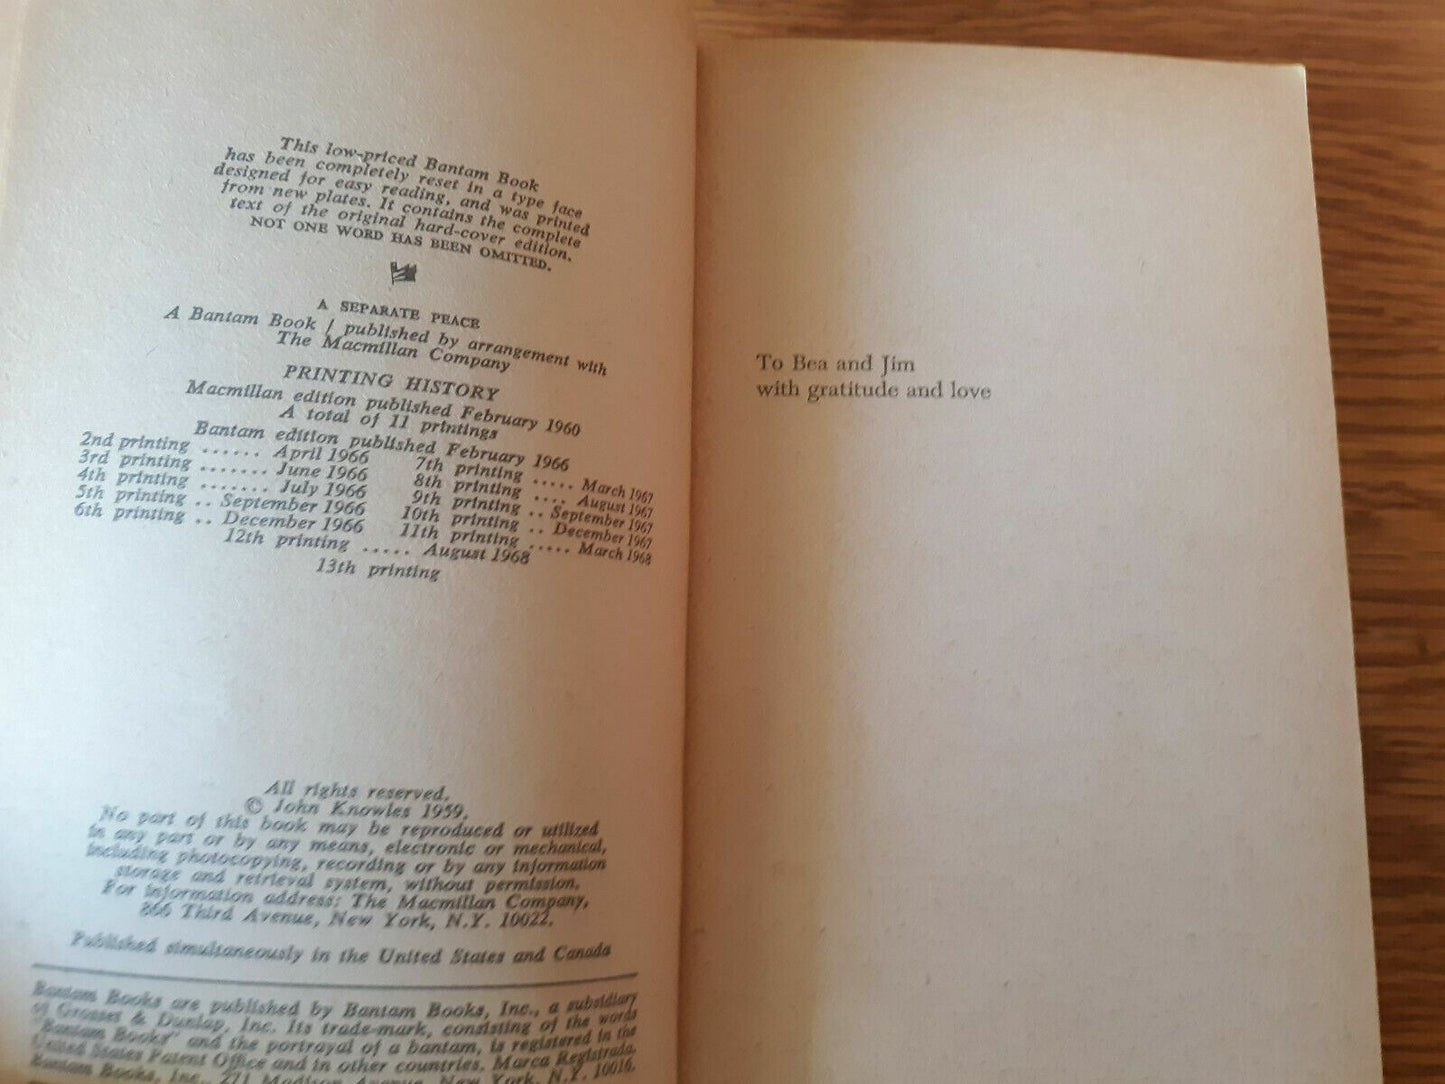 This low-priced Bantam Book
has been completely reset in a type face
designed for easy reading, and was printed
from new plates. It contains the complete
text of the original hard-cover edition.
NOT ONE WORD HAS BEEN OMITTED.
A SEPARATE PEACE
A Bantam Book / published by arrangement with
The Macmillan Company
PRINTING HISTORY
Macmillan edition published February 1960
A total of 11 printings
Bantam edition published February 1966
2nd printing ...... April 1966 7th printing ..... March 1967
3rd printing ....... June 1966 8th printing .... August 1967
4th printing ....... July 1966 9th printing .. September 1967
5th printing .. September 1966 10th printing .. December 1967
6th printing .. December 1966 11th printing ..... March 1968
12th printing ..... August 1968
13th printing
All rights reserved.
© John Knowles 1959.
No part of this book may be reproduced or utilized
in any part or by any means, electronic or mechanical,
including photocopying, recording or by any information
storage and retrieval system, without permission.
For information address: The Macmillan Company,
866 Third Avenue, New York, N.Y. 10022.
Published simultaneously in the United States and Canada
Bantam Books are published by Bantam Books, Inc., a subsidiary
of Grosset & Dunlap, Inc. Its trade-mark, consisting of the words
"Bantam Books" and the portrayal of a bantam, is registered in the
United States Patent Office and in other countries. Marca Registrada.
Bantam Books, Inc., 271 Madison Avenue, New York, N.Y. 10016.
To Bea and Jim
with gratitude and love